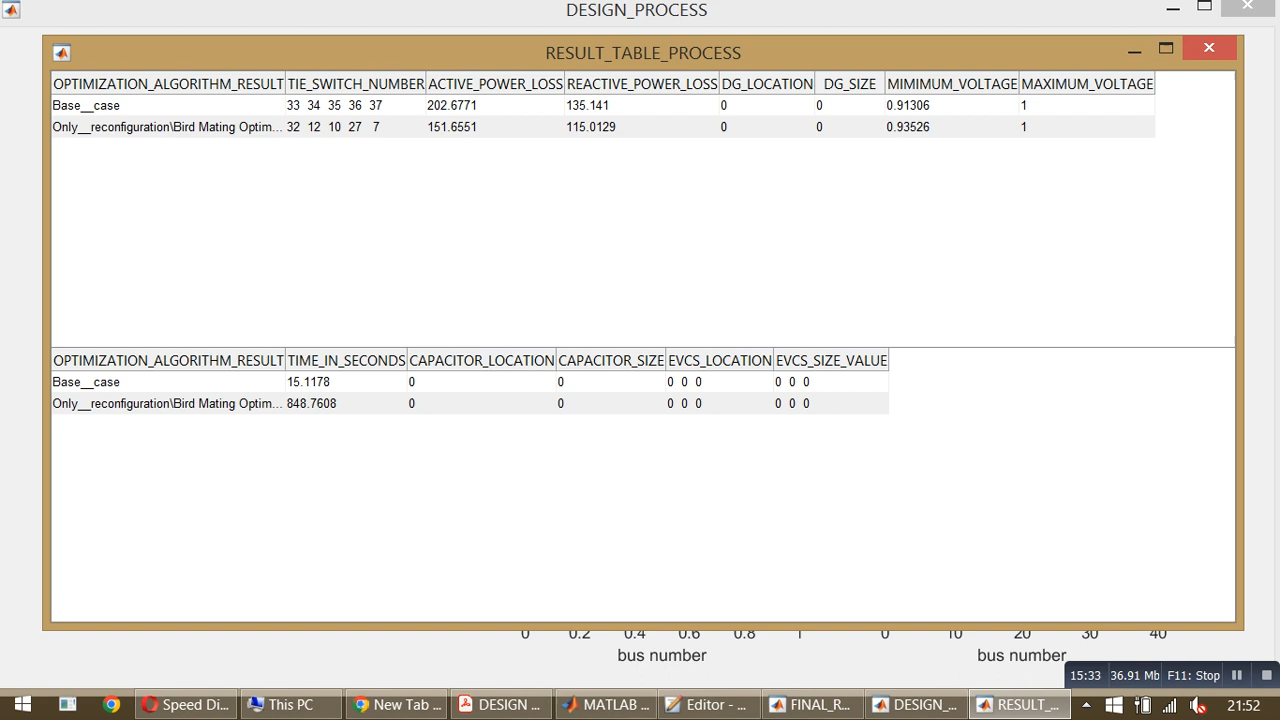 DESIGN_PROCESS
RESULT_TABLE_PROCESS
OPTIMIZATION_ALGORITHM_RESULT TIE_SWITCH_NUMBER ACTIVE_POWER_LOSS REACTIVE_POWER_LOSS DG_LOCATION DG_SIZE MIMIMUM_VOLTAGE MAXIMUM_VOLTAGE
Base__case 33 34 35 36 37 202.6771 135.141 0 0 0.91306 1
Only__reconfiguration\Bird Mating Optim... 32 12 10 27 7 151.6551 115.0129 0 0 0.93526 1
OPTIMIZATION_ALGORITHM_RESULT TIME_IN_SECONDS CAPACITOR_LOCATION CAPACITOR_SIZE EVCS_LOCATION EVCS_SIZE_VALUE
Base__case 15.1178 0 0 0 0 0 0 0 0
Only__reconfiguration\Bird Mating Optim... 848.7608 0 0 0 0 0 0 0 0
0 0.2 0.4 0.6 0.8 1 0 10 20 30 40
bus number bus number
15:33 36.91 Mb F11: Stop
Speed Di... This PC New Tab ... DESIGN ... MATLAB ... Editor - ... FINAL_R... DESIGN_... RESULT_... 21:52